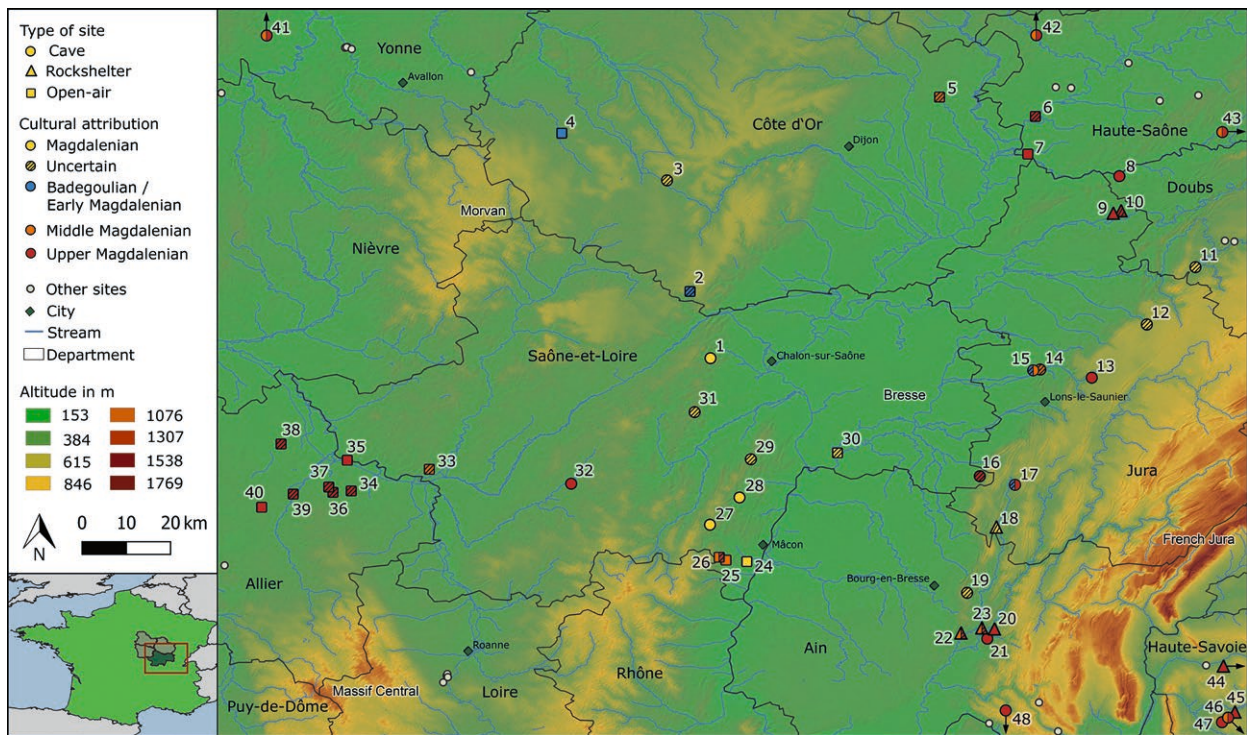 Type of site
Cave
Rockshelter
Open-air
Cultural attribution
Magdalenian
Uncertain
Badegoulian /
Early Magdalenian
Middle Magdalenian
Upper Magdalenian
Other sites
City
Stream
Department
Altitude in m
153 1076
384 1307
615 1538
846 1769
N
0 10 20 km
41
Yonne
Avallon
42
5
6
4
Côte d'Or
Haute-Saône
43
Dijon
7
3
8
Doubs
Morvan
9 10
Nièvre
11
2
12
Saône-et-Loire
1
Chalon-sur-Saône
15 14
13
Bresse
Lons-le-Saunier
31
38
35
29
30
33
32
16
17
Jura
37
34
40
39
36
28
27
18
French Jura
Mâcon
26
25
24
Allier
Bourg-en-Bresse
19
23
20
22
21
Roanne
Rhône
Ain
Haute-Savoie
44
Massif Central
Loire
Puy-de-Dôme
48
46
45
47